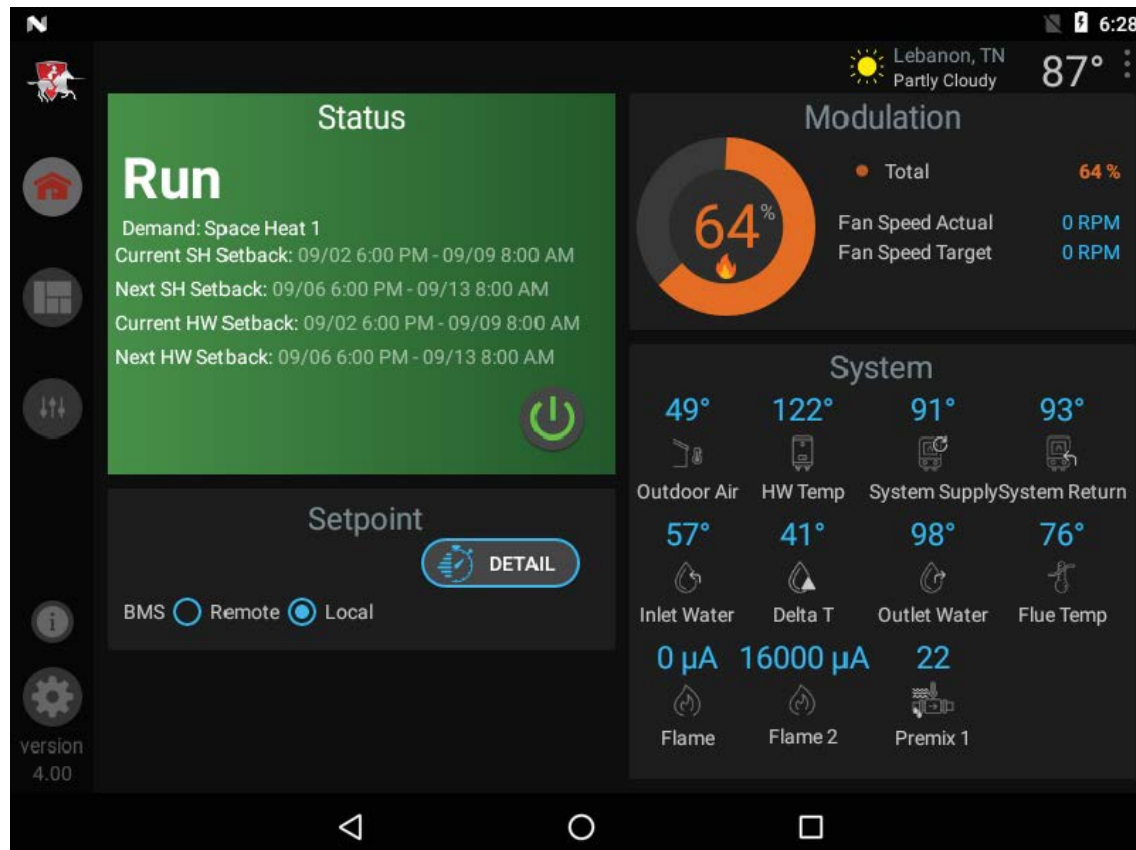 6:28
Lebanon, TN
Partly Cloudy
87°
Status
Run
Demand: Space Heat 1
Current SH Setback: 09/02 6:00 PM - 09/09 8:00 AM
Next SH Setback: 09/06 6:00 PM - 09/13 8:00 AM
Current HW Setback: 09/02 6:00 PM - 09/09 8:00 AM
Next HW Setback: 09/06 6:00 PM - 09/13 8:00 AM
Modulation
64%
Total 64 %
Fan Speed Actual 0 RPM
Fan Speed Target 0 RPM
Setpoint
DETAIL
BMS Remote Local
System
49° 122° 91° 93°
Outdoor Air HW Temp System Supply System Return
57° 41° 98° 76°
Inlet Water Delta T Outlet Water Flue Temp
0 µA 16000 µA 22
Flame Flame 2 Premix 1
version
4.00